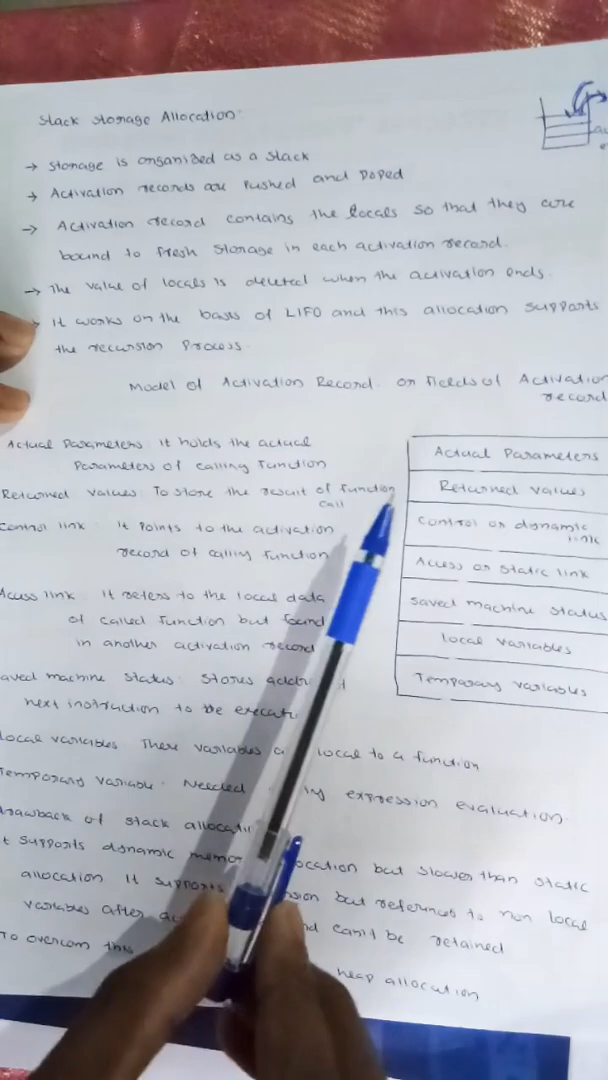 Stack Storage Allocation:
→ Storage is organised as a stack
→ Activation records are Pushed and Poped
→ Activation record contains the locals so that they are
bound to fresh storage in each activation record.
→ The value of locals is deleted when the activation ends.
It works on the basis of LIFO and this allocation supports
the recursion Process.
Model of Activation Record or fields of Activation
record
Actual Parameters: it holds the actual
Parameters of calling function
Returned values: To store the result of function
call
Control link: It Points to the activation
record of calling function
Access link: It refers to the local data
of called function but found
in another activation record
saved machine status: Stores
next instruction to be
Local variables These variables local to a function
Temporary variable: Needed expression evaluation.
Drawback of stack
supports dynamic but slower than static
allocation It supports but references to non local
variables after can't be retained
To overcom this heap allocation
Actual Parameters
Returned values
Control or dynamic
link
Access or static link
saved machine status
local variables
Temparay variables